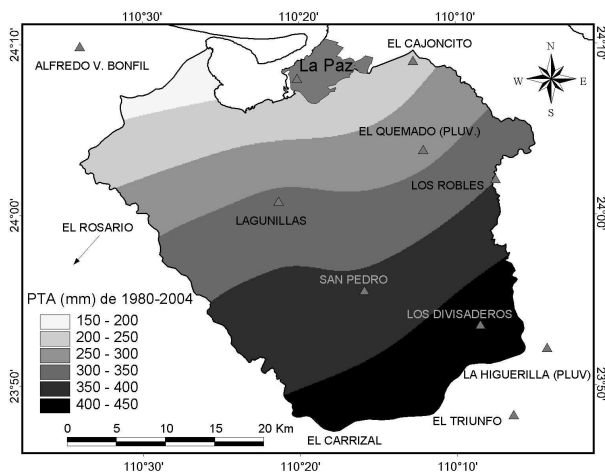 110°30' 110°20' 110°10'
24°10' 24°10'
ALFREDO V. BONFIL
La Paz
EL CAJONCITO
N
W E
S
EL QUEMADO (PLUV.)
LOS ROBLES
24°00' 24°00'
EL ROSARIO
LAGUNILLAS
SAN PEDRO
PTA (mm) de 1980-2004
150 - 200
200 - 250
250 - 300
300 - 350
350 - 400
400 - 450
LOS DIVISADEROS
LA HIGUERILLA (PLUV)
23°50' 23°50'
EL TRIUNFO
0 5 10 15 20 Km
EL CARRIZAL
110°30' 110°20' 110°10'